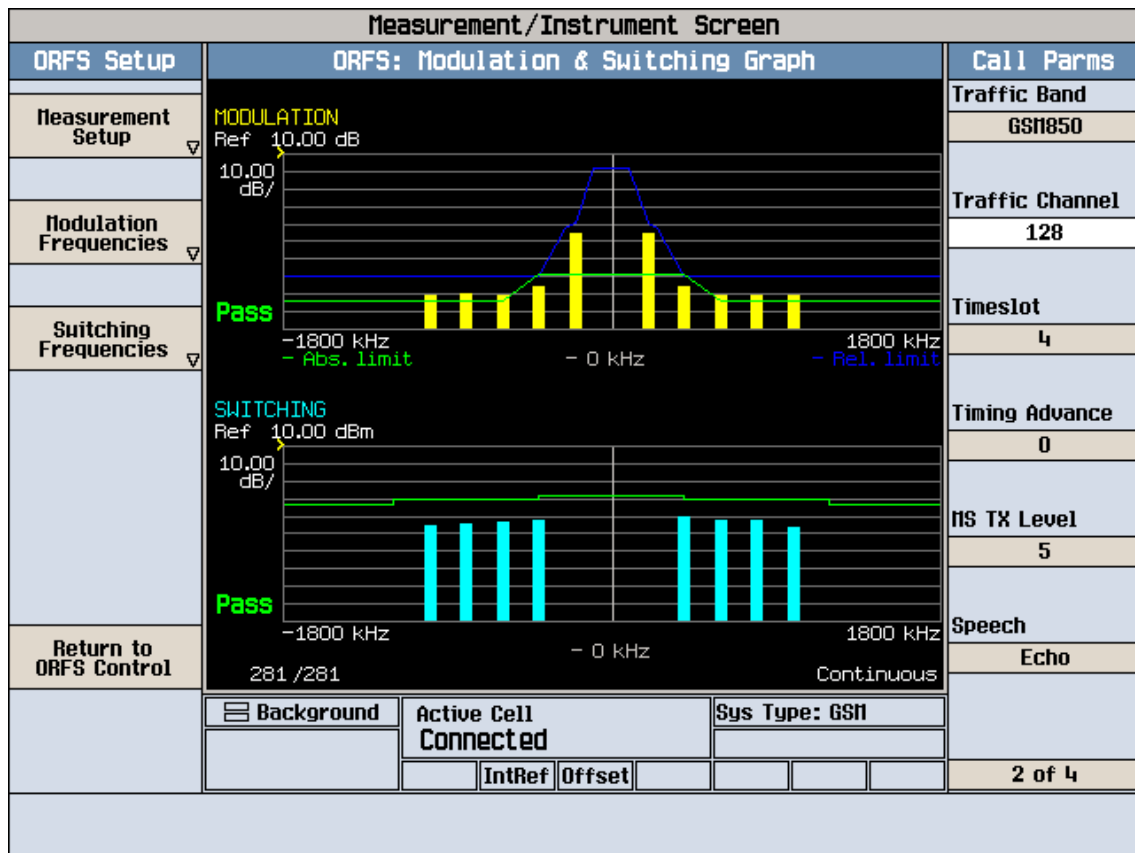 Measurement/Instrument Screen
ORFS Setup
Measurement
Setup
Modulation
Frequencies
Switching
Frequencies
Return to
ORFS Control
ORFS: Modulation & Switching Graph
MODULATION
Ref 10.00 dB
10.00
dB/
Pass
-1800 kHz
1800 kHz
- Abs. limit
- 0 kHz
- Rel. limit
SWITCHING
Ref 10.00 dBm
10.00
dB/
Pass
-1800 kHz
1800 kHz
- 0 kHz
281/281
Continuous
Background
Active Cell
Connected
Sys Type: GSM
IntRef
Offset
Call Parms
Traffic Band
GSM850
Traffic Channel
128
Timeslot
4
Timing Advance
0
MS TX Level
5
Speech
Echo
2 of 4